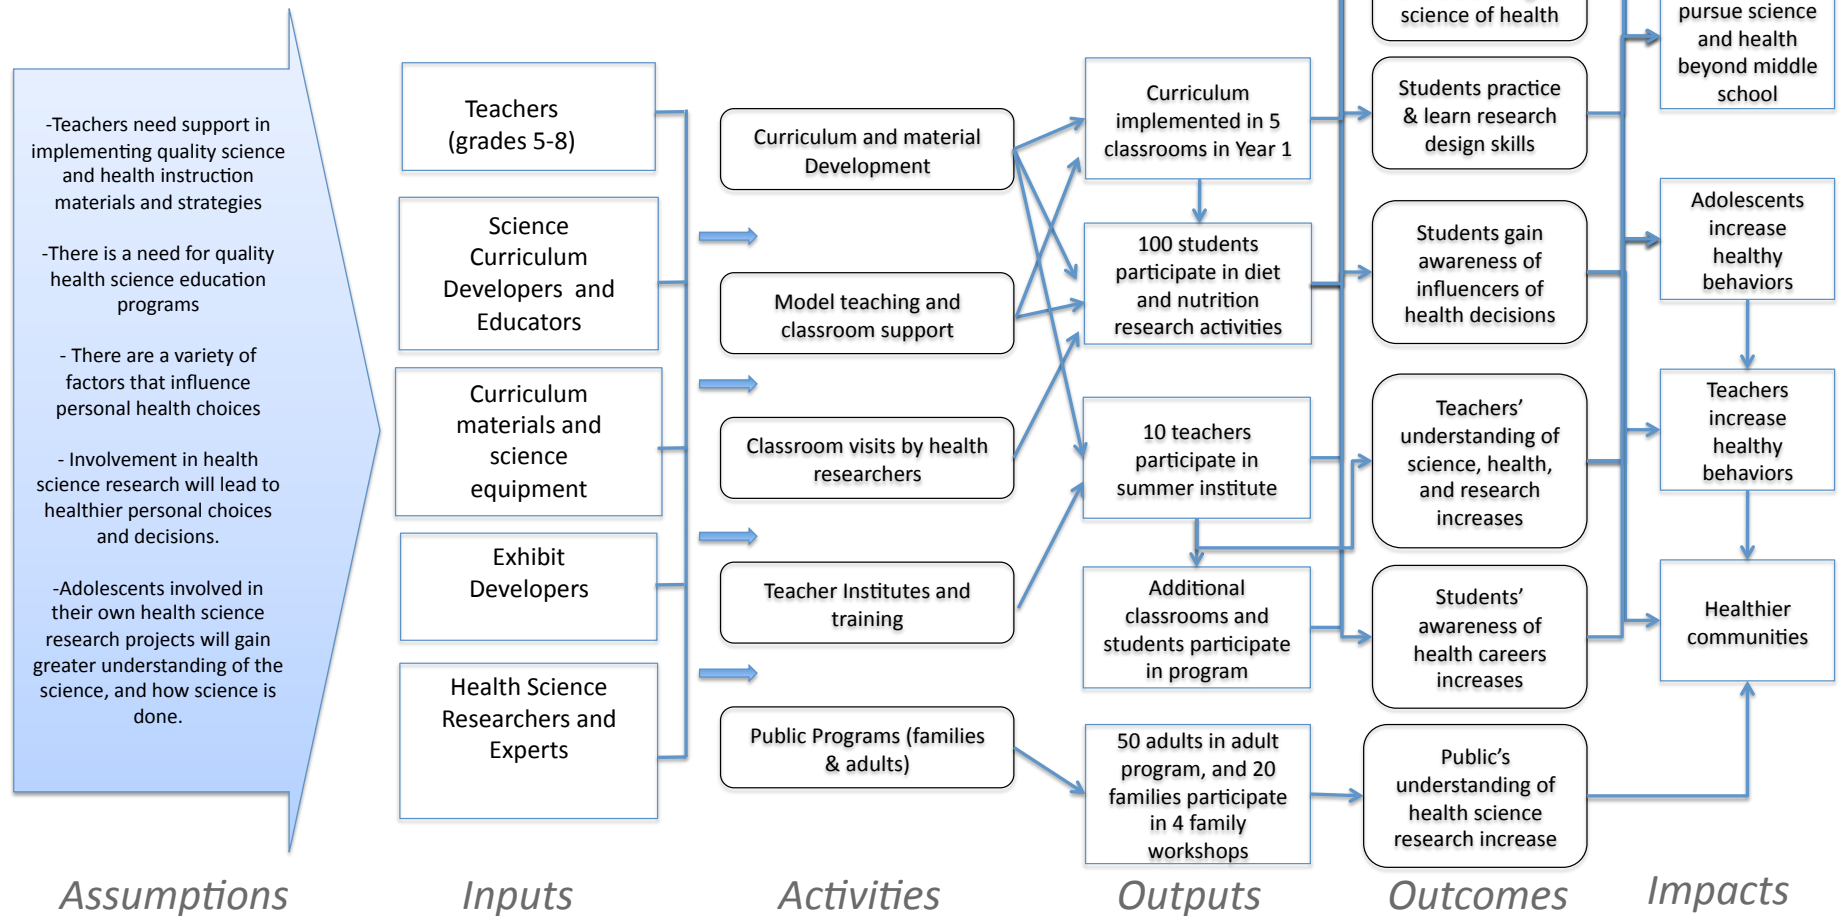 -Teachers need support in
implementing quality science
and health instruction
materials and strategies
-There is a need for quality
health science education
programs
- There are a variety of
factors that influence
personal health choices
- Involvement in health
science research will lead to
healthier personal choices
and decisions.
-Adolescents involved in
their own health science
research projects will gain
greater understanding of the
science, and how science is
done.
Assumptions
Teachers
(grades 5-8)
Science
Curriculum
Developers and
Educators
Curriculum
materials and
science
equipment
Exhibit
Developers
Health Science
Researchers and
Experts
Inputs
Curriculum and material
Development
Model teaching and
classroom support
Classroom visits by health
researchers
Teacher Institutes and
training
Public Programs (families
& adults)
Activities
Curriculum
implemented in 5
classrooms in Year 1
100 students
participate in diet
and nutrition
research activities
10 teachers
participate in
summer institute
Additional
classrooms and
students participate
in program
50 adults in adult
program, and 20
families participate
in 4 family
workshops
Outputs
science of health
Students practice
& learn research
design skills
Students gain
awareness of
influencers of
health decisions
Teachers’
understanding of
science, health,
and research
increases
Students’
awareness of
health careers
increases
Public’s
understanding of
health science
research increase
Outcomes
pursue science
and health
beyond middle
school
Adolescents
increase
healthy
behaviors
Teachers
increase
healthy
behaviors
Healthier
communities
Impacts